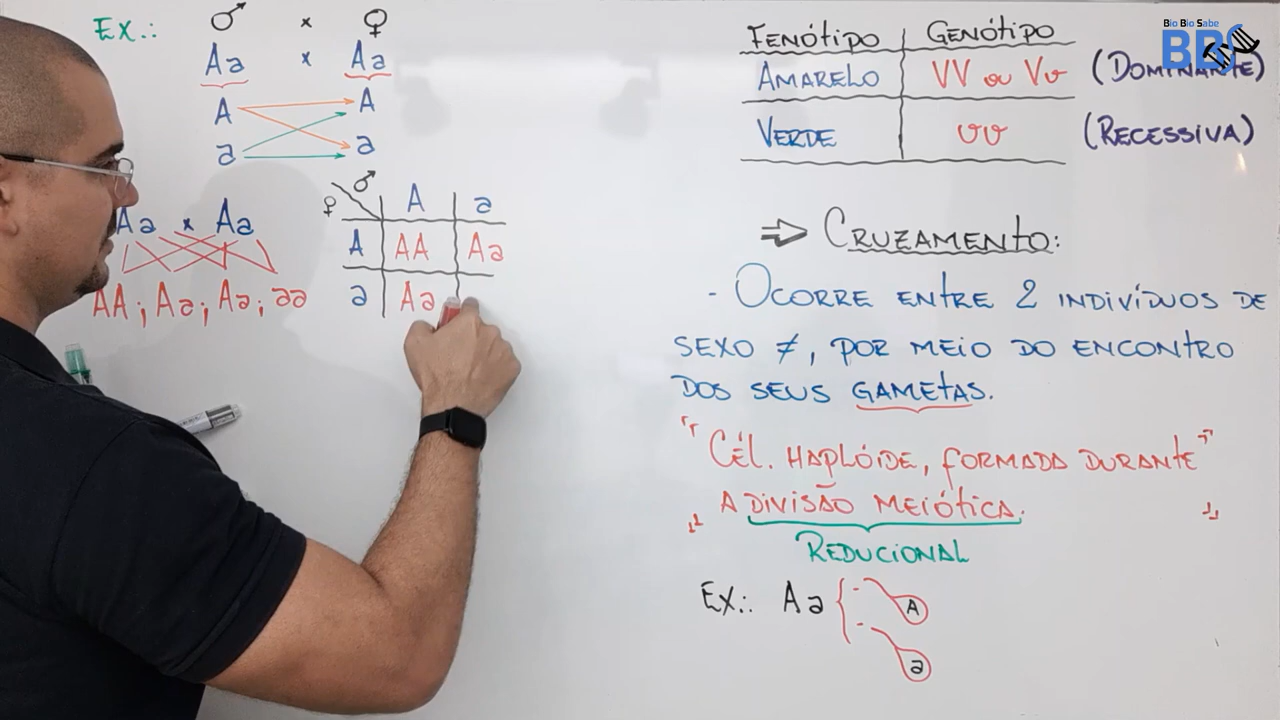 Ex.: ♂ x ♀
Aa x Aa
A A
a a
Aa x Aa
AA ; Aa ; Aa ; aa
♀ ♂ A a
A AA Aa
a Aa
Fenótipo Genótipo
Amarelo VV ou Vv (Dominante)
Verde vv (Recessiva)
Bio Bio Sabe
BBS
⇒ Cruzamento:
- Ocorre entre 2 indivíduos de
sexo ≠, por meio do encontro
dos seus gametas.
"Cél. haplóide, formada durante"
"A divisão meiótica."
Reducional
Ex.: Aa { A
a